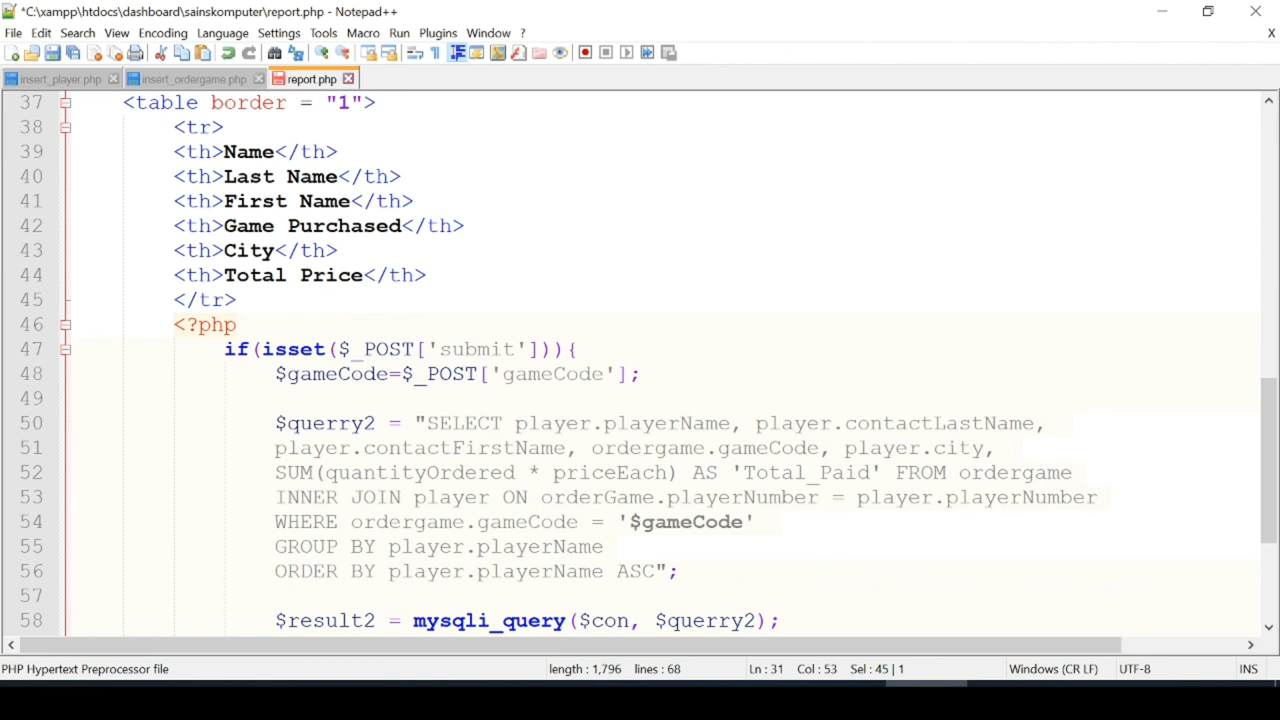 *C:\xampp\htdocs\dashboard\sainskomputer\report.php - Notepad++
File Edit Search View Encoding Language Settings Tools Macro Run Plugins Window ? X
insert_player.php insert_ordergame.php report.php
37 <table border = "1">
38 <tr>
39 <th>Name</th>
40 <th>Last Name</th>
41 <th>First Name</th>
42 <th>Game Purchased</th>
43 <th>City</th>
44 <th>Total Price</th>
45 </tr>
46 <?php
47 if(isset($_POST['submit'])){
48 $gameCode=$_POST['gameCode'];
49
50 $querry2 = "SELECT player.playerName, player.contactLastName,
51 player.contactFirstName, ordergame.gameCode, player.city,
52 SUM(quantityOrdered * priceEach) AS 'Total_Paid' FROM ordergame
53 INNER JOIN player ON orderGame.playerNumber = player.playerNumber
54 WHERE ordergame.gameCode = '$gameCode'
55 GROUP BY player.playerName
56 ORDER BY player.playerName ASC";
57
58 $result2 = mysqli_query($con, $querry2);
PHP Hypertext Preprocessor file length : 1,796 lines : 68 Ln : 31 Col : 53 Sel : 45 | 1 Windows (CR LF) UTF-8 INS